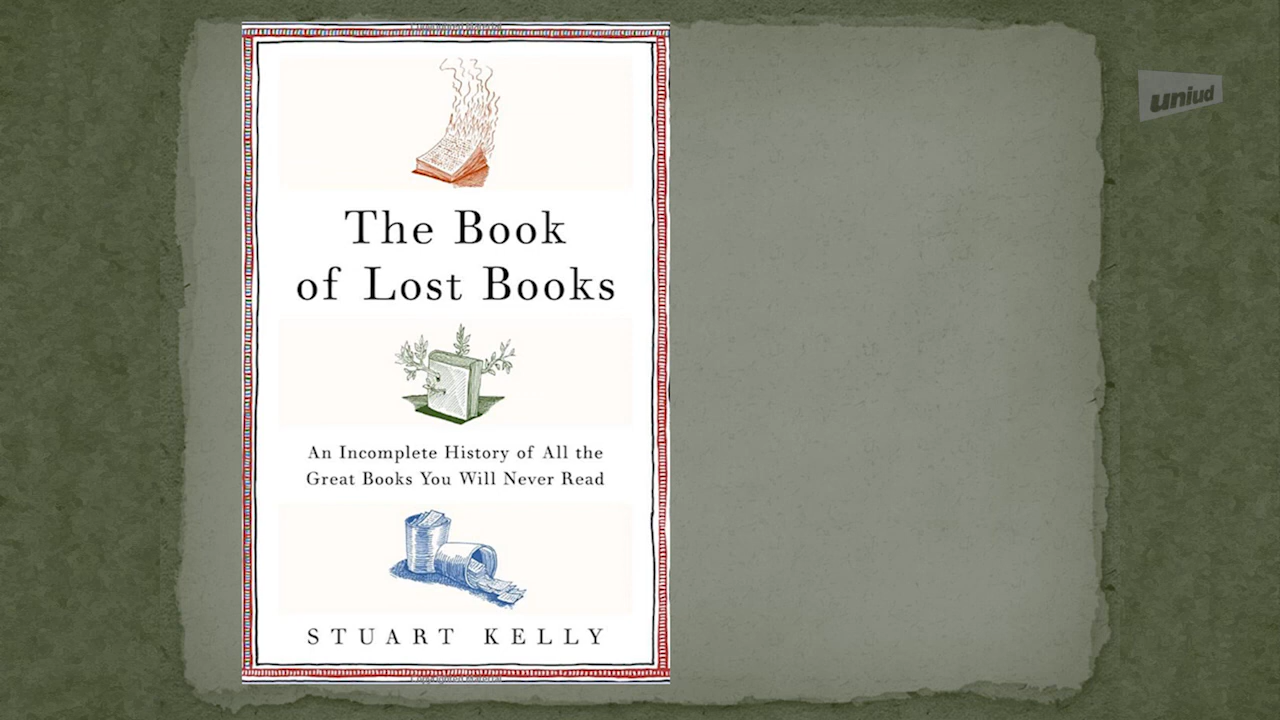 The Book
of Lost Books
An Incomplete History of All the
Great Books You Will Never Read
STUART KELLY
uniud